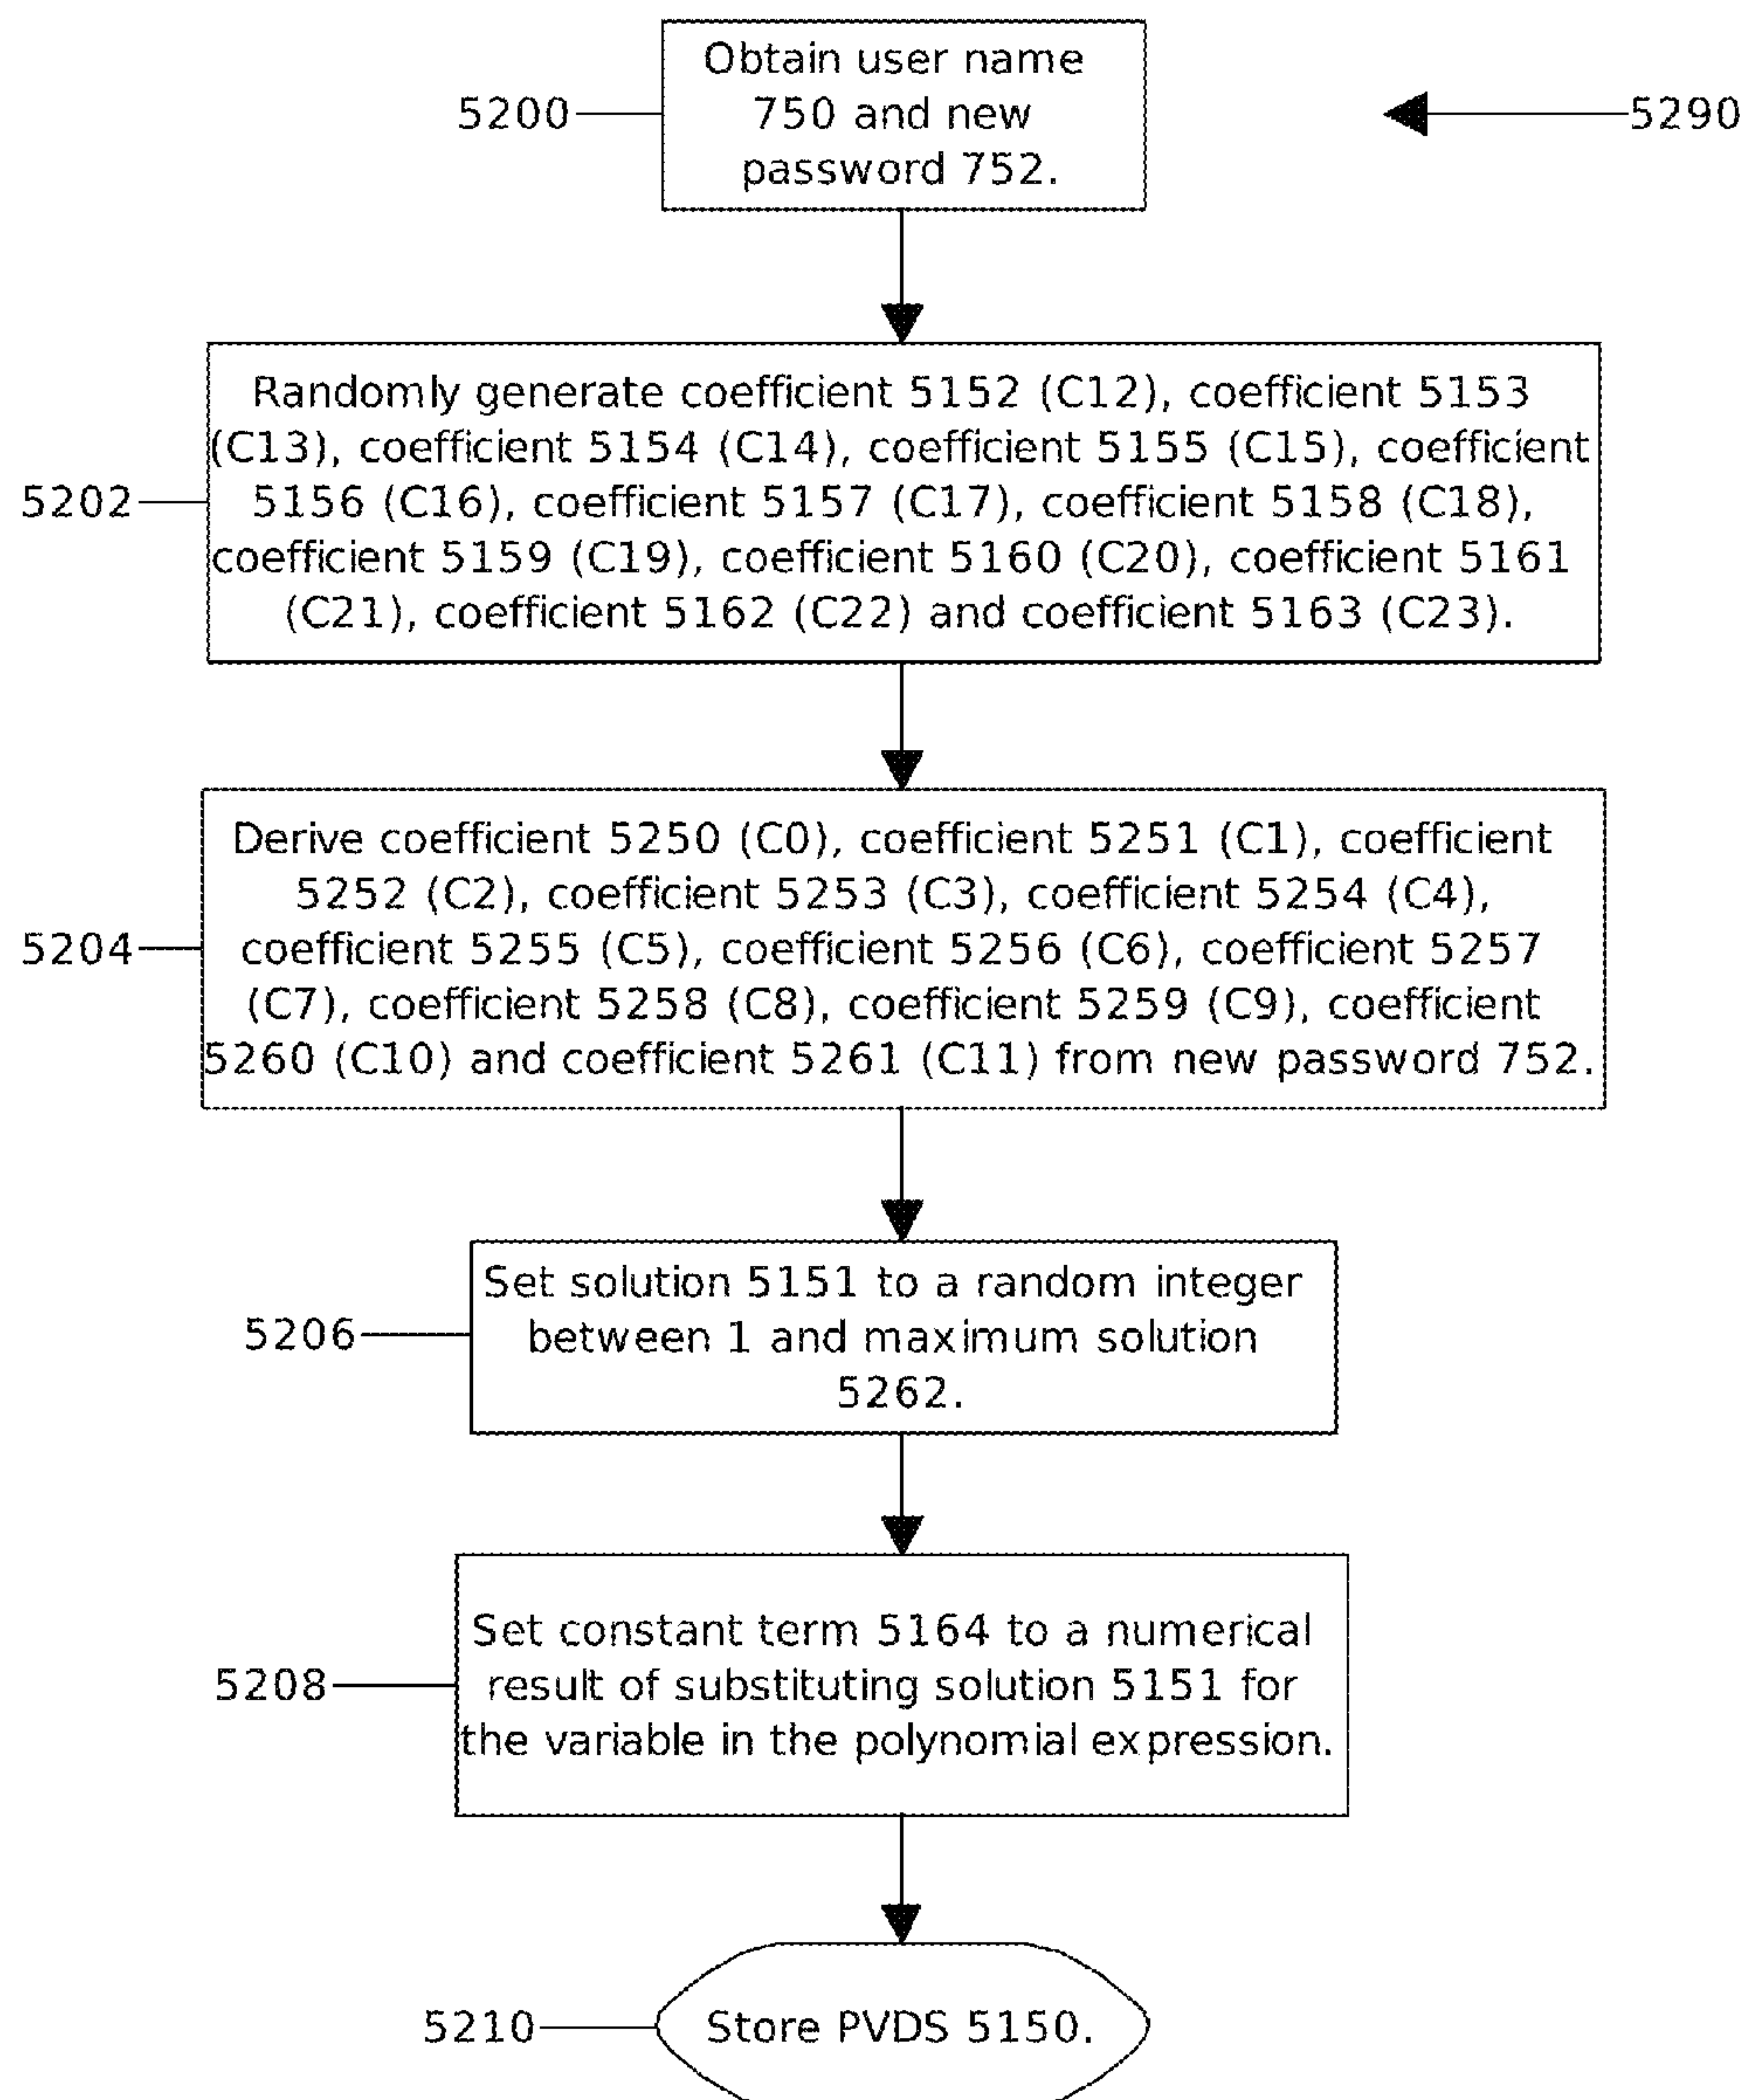 Obtain user name
750 and new
password 752.
5200
5290
Randomly generate coefficient 5152 (C12), coefficient 5153
(C13), coefficient 5154 (C14), coefficient 5155 (C15), coefficient
5156 (C16), coefficient 5157 (C17), coefficient 5158 (C18),
coefficient 5159 (C19), coefficient 5160 (C20), coefficient 5161
(C21), coefficient 5162 (C22) and coefficient 5163 (C23).
5202
Derive coefficient 5250 (C0), coefficient 5251 (C1), coefficient
5252 (C2), coefficient 5253 (C3), coefficient 5254 (C4),
coefficient 5255 (C5), coefficient 5256 (C6), coefficient 5257
(C7), coefficient 5258 (C8), coefficient 5259 (C9), coefficient
5260 (C10) and coefficient 5261 (C11) from new password 752.
5204
Set solution 5151 to a random integer
between 1 and maximum solution
5262.
5206
Set constant term 5164 to a numerical
result of substituting solution 5151 for
the variable in the polynomial expression.
5208
Store PVDS 5150.
5210